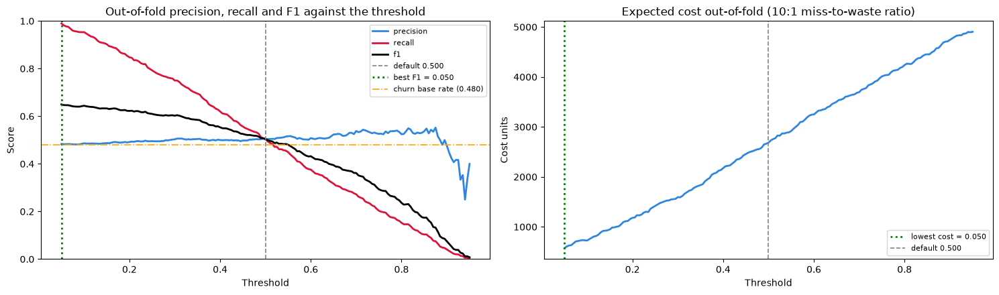 Out-of-fold precision, recall and F1 against the threshold
1.0
0.8
0.6
0.4
0.2
0.0
Score
precision
recall
f1
default 0.500
best F1 = 0.050
churn base rate (0.480)
0.2
0.4
0.6
0.8
Threshold
Expected cost out-of-fold (10:1 miss-to-waste ratio)
5000
4000
3000
2000
1000
Cost units
lowest cost = 0.050
default 0.500
0.2
0.4
0.6
0.8
Threshold